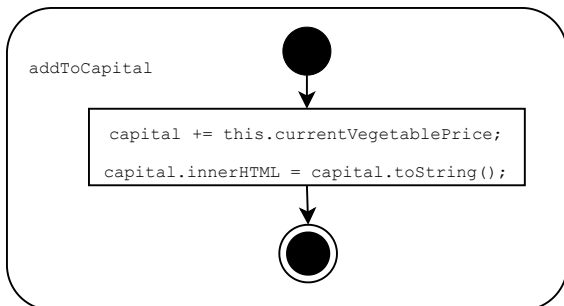 addToCapital
capital += this.currentVegetablePrice;
capital.innerHTML = capital.toString();